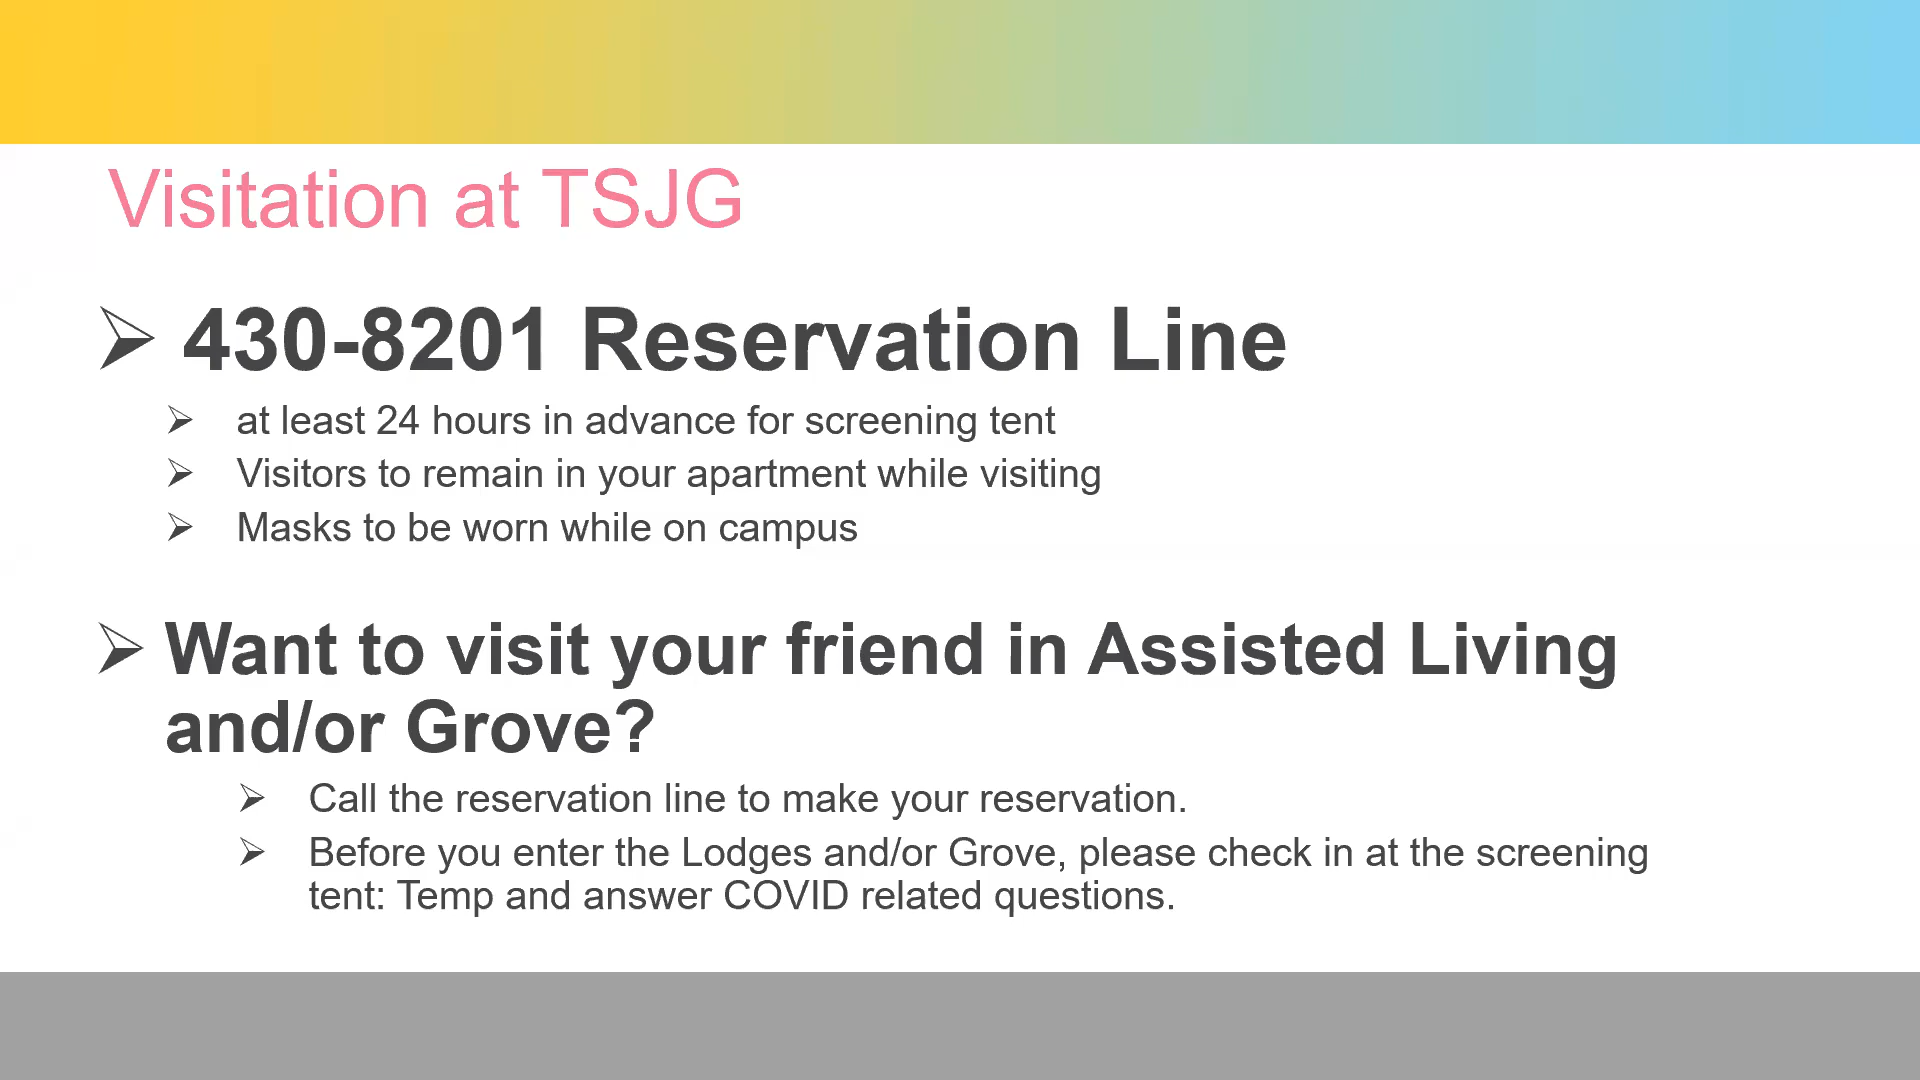 Visitation at TSJG
➢ 430-8201 Reservation Line
➢ at least 24 hours in advance for screening tent
➢ Visitors to remain in your apartment while visiting
➢ Masks to be worn while on campus
➢ Want to visit your friend in Assisted Living
and/or Grove?
➢ Call the reservation line to make your reservation.
➢ Before you enter the Lodges and/or Grove, please check in at the screening
tent: Temp and answer COVID related questions.